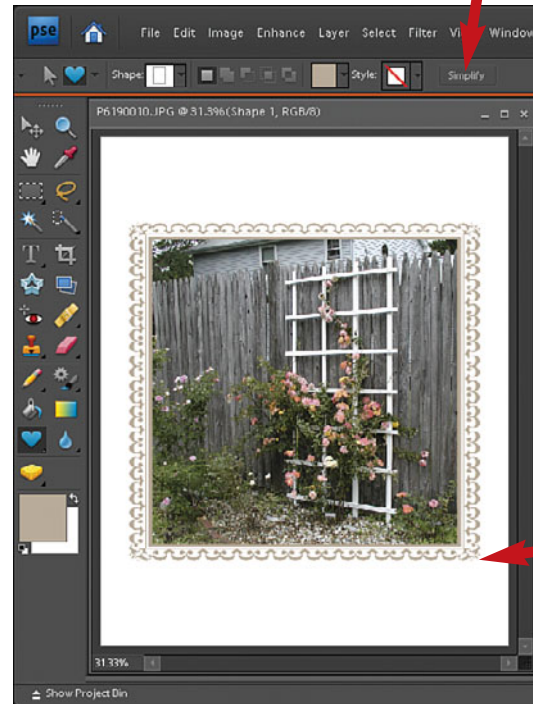 pse File Edit Image Enhance Layer Select Filter Window
Shape: Style: Simplify
P6190010.JPG @ 31.3%(Shape 1, RGB/8)
T
31.33%
Show Project Bin